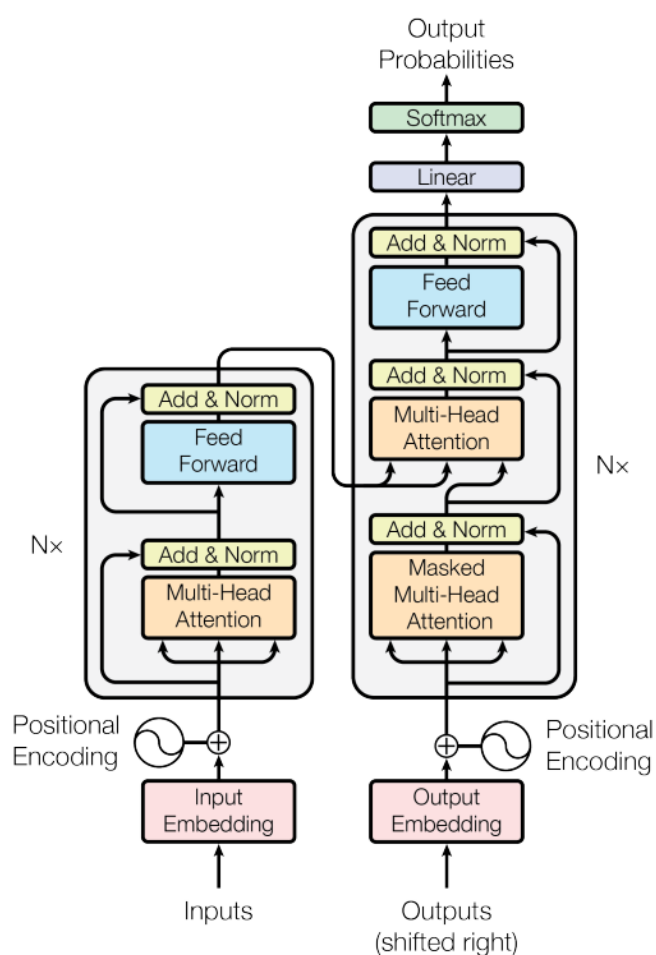 Output
Probabilities
Softmax
Linear
Add & Norm
Feed
Forward
Add & Norm
Multi-Head
Attention
Add & Norm
Masked
Multi-Head
Attention
N×
Add & Norm
Feed
Forward
Add & Norm
Multi-Head
Attention
N×
Positional
Encoding
Positional
Encoding
Input
Embedding
Output
Embedding
Inputs
Outputs
(shifted right)